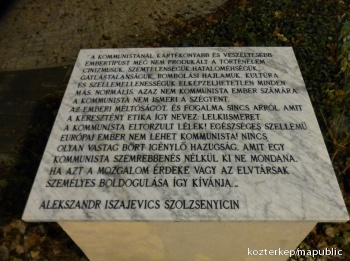 "A KOMMUNISTÁNÁL KÁRTÉKONYABB ÉS VESZÉLYESEBB
EMBERTÍPUST MÉG NEM PRODUKÁLT A TÖRTÉNELEM.
CINIZMUSUK, SZEMTELENSÉGÜK, HATALOMÉHSÉGÜK,
GÁTLÁSTALANSÁGUK, ROMBOLÁSI HAJLAMUK, KULTÚRA
ÉS SZELLEMELLENESSÉGÜK ELKÉPZELHETETLEN MINDEN
MÁS, NORMÁLIS, AZAZ NEM KOMMUNISTA EMBER SZÁMÁRA.
A KOMMUNISTA NEM ISMERI A SZÉGYENT,
AZ EMBERI MÉLTÓSÁGOT, ÉS FOGALMA SINCS ARRÓL, AMIT
A KERESZTÉNY ETIKA ÍGY NEVEZ: LELKIISMERET.
A KOMMUNISTA ELTORZULT LÉLEK! EGÉSZSÉGES SZELLEMŰ
EURÓPAI EMBER NEM LEHET KOMMUNISTA! NINCS
OLYAN VASTAG BŐRT IGÉNYLŐ HAZUGSÁG, AMIT EGY
KOMMUNISTA SZEMREBBENÉS NÉLKÜL KI NE MONDANA,
HA AZT A MOZGALOM ÉRDEKE VAGY AZ ELVTÁRSAK
SZEMÉLYES BOLDOGULÁSA ÍGY KÍVÁNJA..."
ALEKSZANDR ISZAJEVICS SZOLZSENYICIN
kozterkep/mapublic